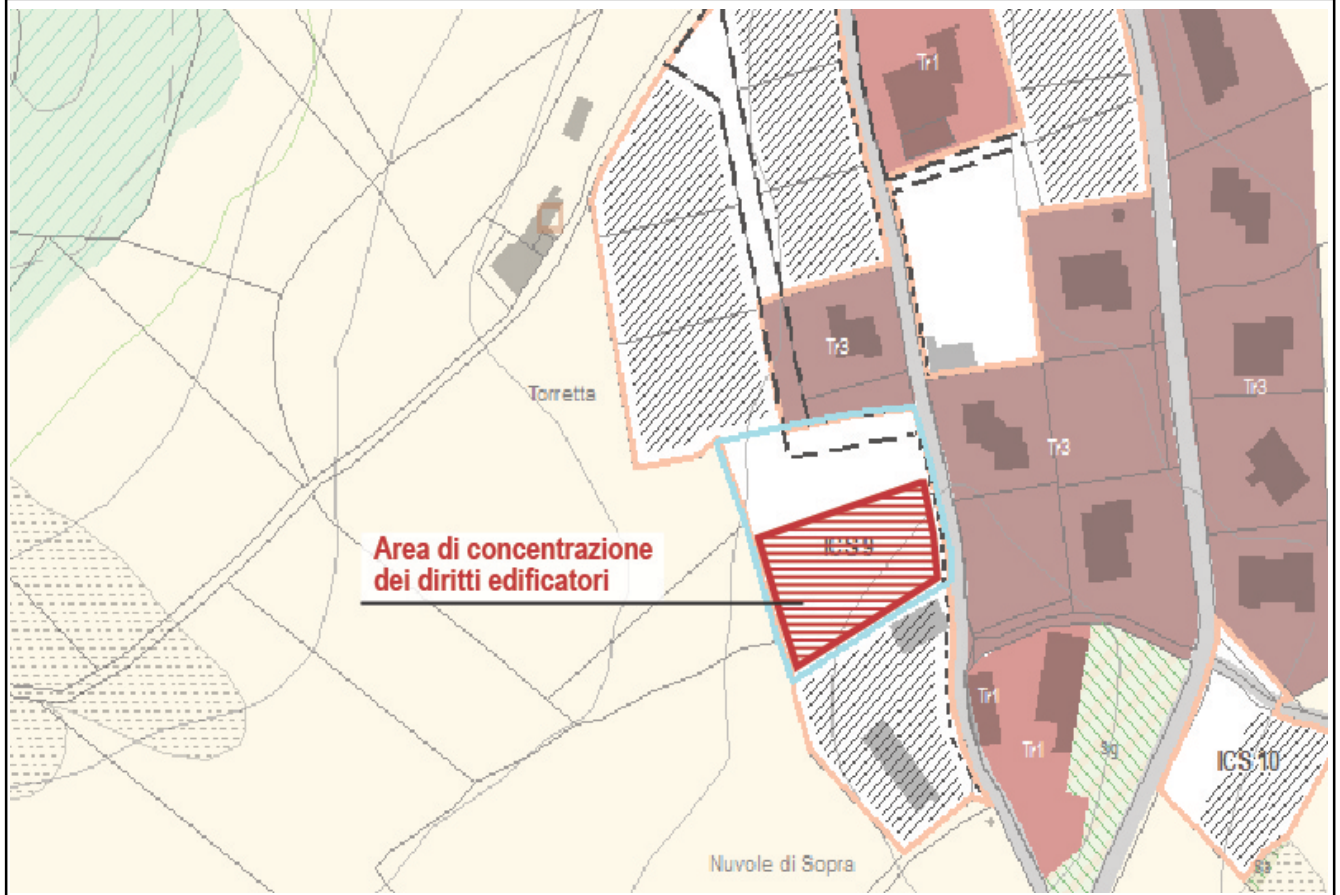 Tr1
Tr3
Torretta
Tr3
Tr3
Area di concentrazione
dei diritti edificatori
ICS 9
Tr1
Tr1
Sg
ICS 10
Nuvole di Sopra